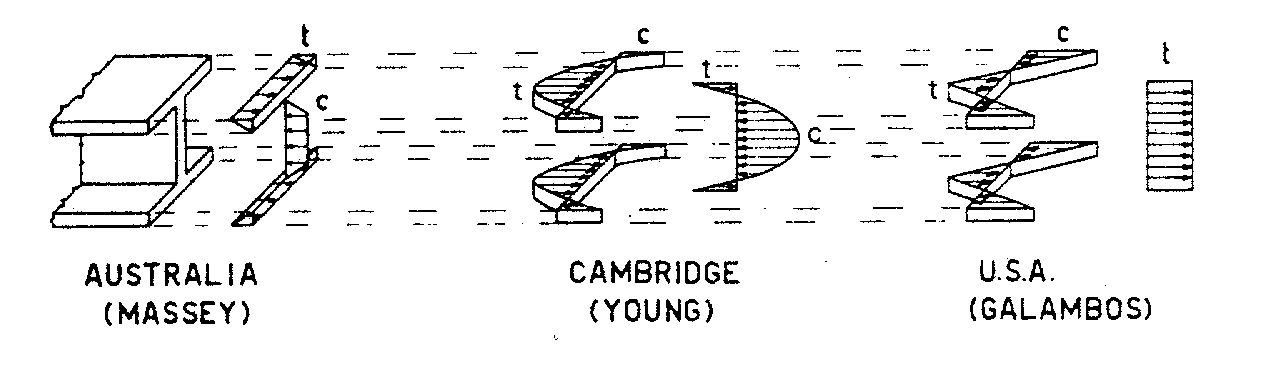 t
c
c
t
t
c
c
t
t
AUSTRALIA
(MASSEY)
CAMBRIDGE
(YOUNG)
U.S.A.
(GALAMBOS)